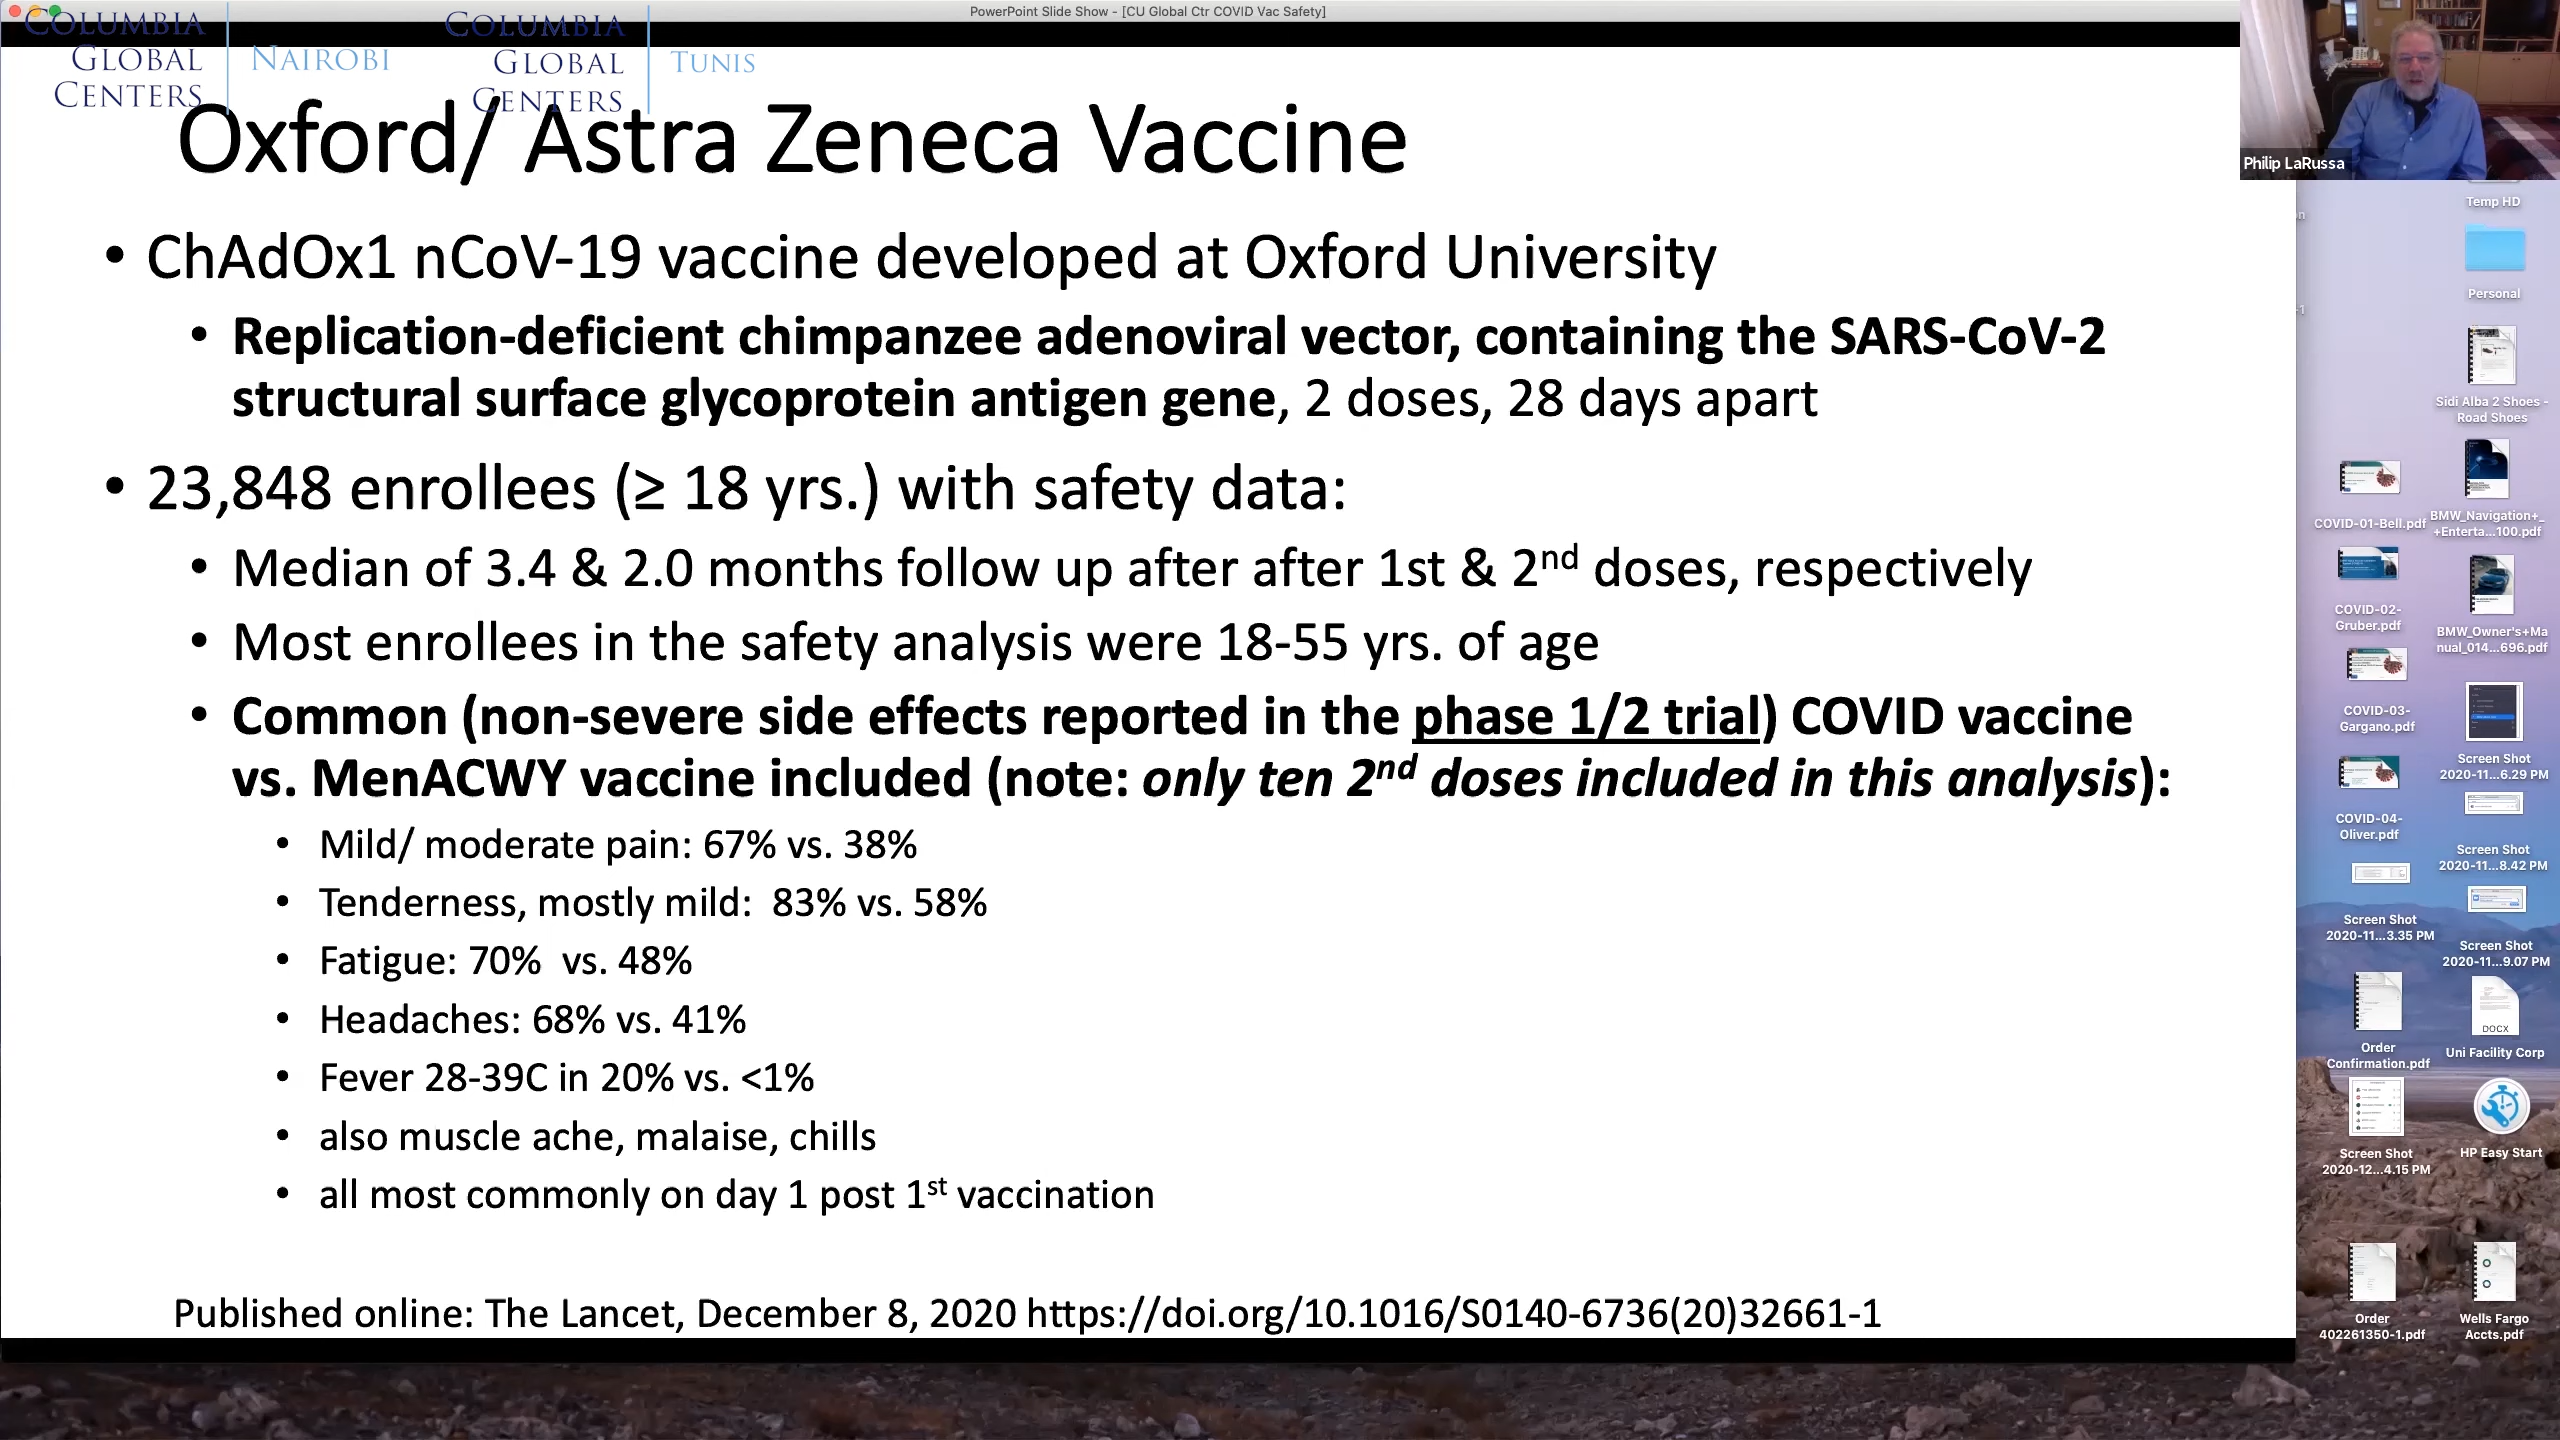 PowerPoint Slide Show - [CU Global Ctr COVID Vac Safety]
COLUMBIA
GLOBAL
CENTERS
NAIROBI
COLUMBIA
GLOBAL
CENTERS
TUNIS
Oxford/ Astra Zeneca Vaccine
• ChAdOx1 nCoV-19 vaccine developed at Oxford University
• Replication-deficient chimpanzee adenoviral vector, containing the SARS-CoV-2
structural surface glycoprotein antigen gene, 2 doses, 28 days apart
• 23,848 enrollees (≥ 18 yrs.) with safety data:
• Median of 3.4 & 2.0 months follow up after after 1st & 2nd doses, respectively
• Most enrollees in the safety analysis were 18-55 yrs. of age
• Common (non-severe side effects reported in the phase 1/2 trial) COVID vaccine
vs. MenACWY vaccine included (note: only ten 2nd doses included in this analysis):
• Mild/ moderate pain: 67% vs. 38%
• Tenderness, mostly mild: 83% vs. 58%
• Fatigue: 70% vs. 48%
• Headaches: 68% vs. 41%
• Fever 28-39C in 20% vs. <1%
• also muscle ache, malaise, chills
• all most commonly on day 1 post 1st vaccination
Published online: The Lancet, December 8, 2020 https://doi.org/10.1016/S0140-6736(20)32661-1
Philip LaRussa
Temp HD
Personal
Sidi Alba 2 Shoes -
Road Shoes
COVID-01-Bell.pdf
BMW_Navigation+_
+Enterta...100.pdf
COVID-02-
Gruber.pdf
BMW_Owner's+Ma
nual_014...696.pdf
COVID-03-
Gargano.pdf
Screen Shot
2020-11...6.29 PM
COVID-04-
Oliver.pdf
Screen Shot
2020-11...8.42 PM
Screen Shot
2020-11...3.35 PM
Screen Shot
2020-11...9.07 PM
Order
Confirmation.pdf
DOCX
Uni Facility Corp
Screen Shot
2020-12...4.15 PM
HP Easy Start
Order
402261350-1.pdf
Wells Fargo
Accts.pdf